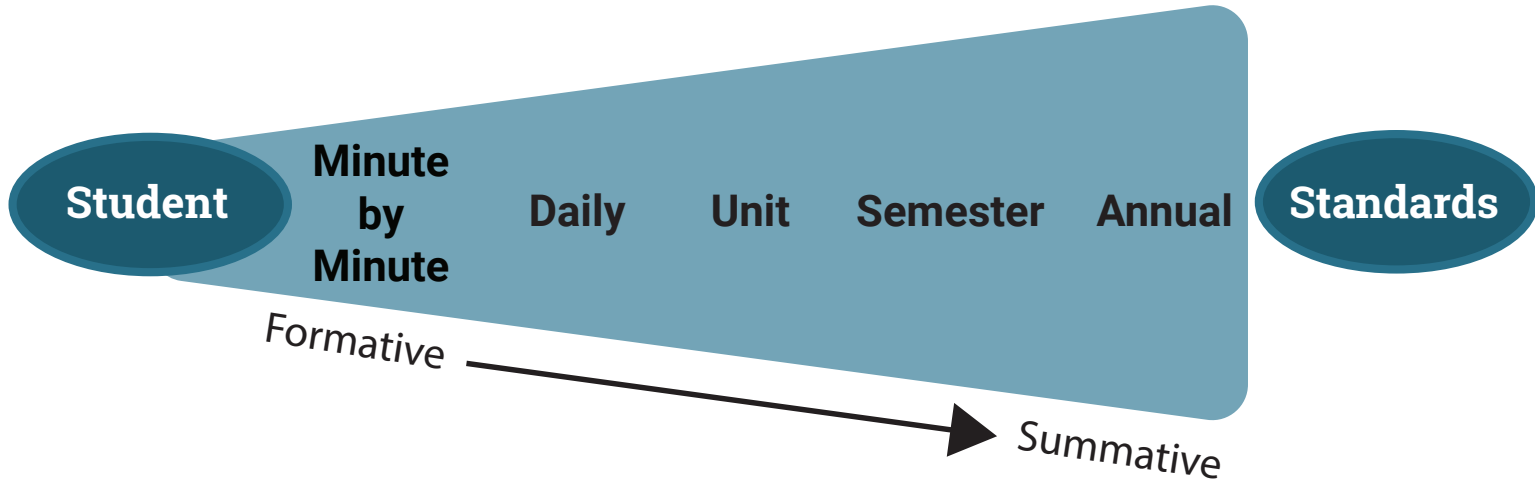 Student
Minute
by
Minute
Daily
Unit
Semester
Annual
Standards
Formative
Summative